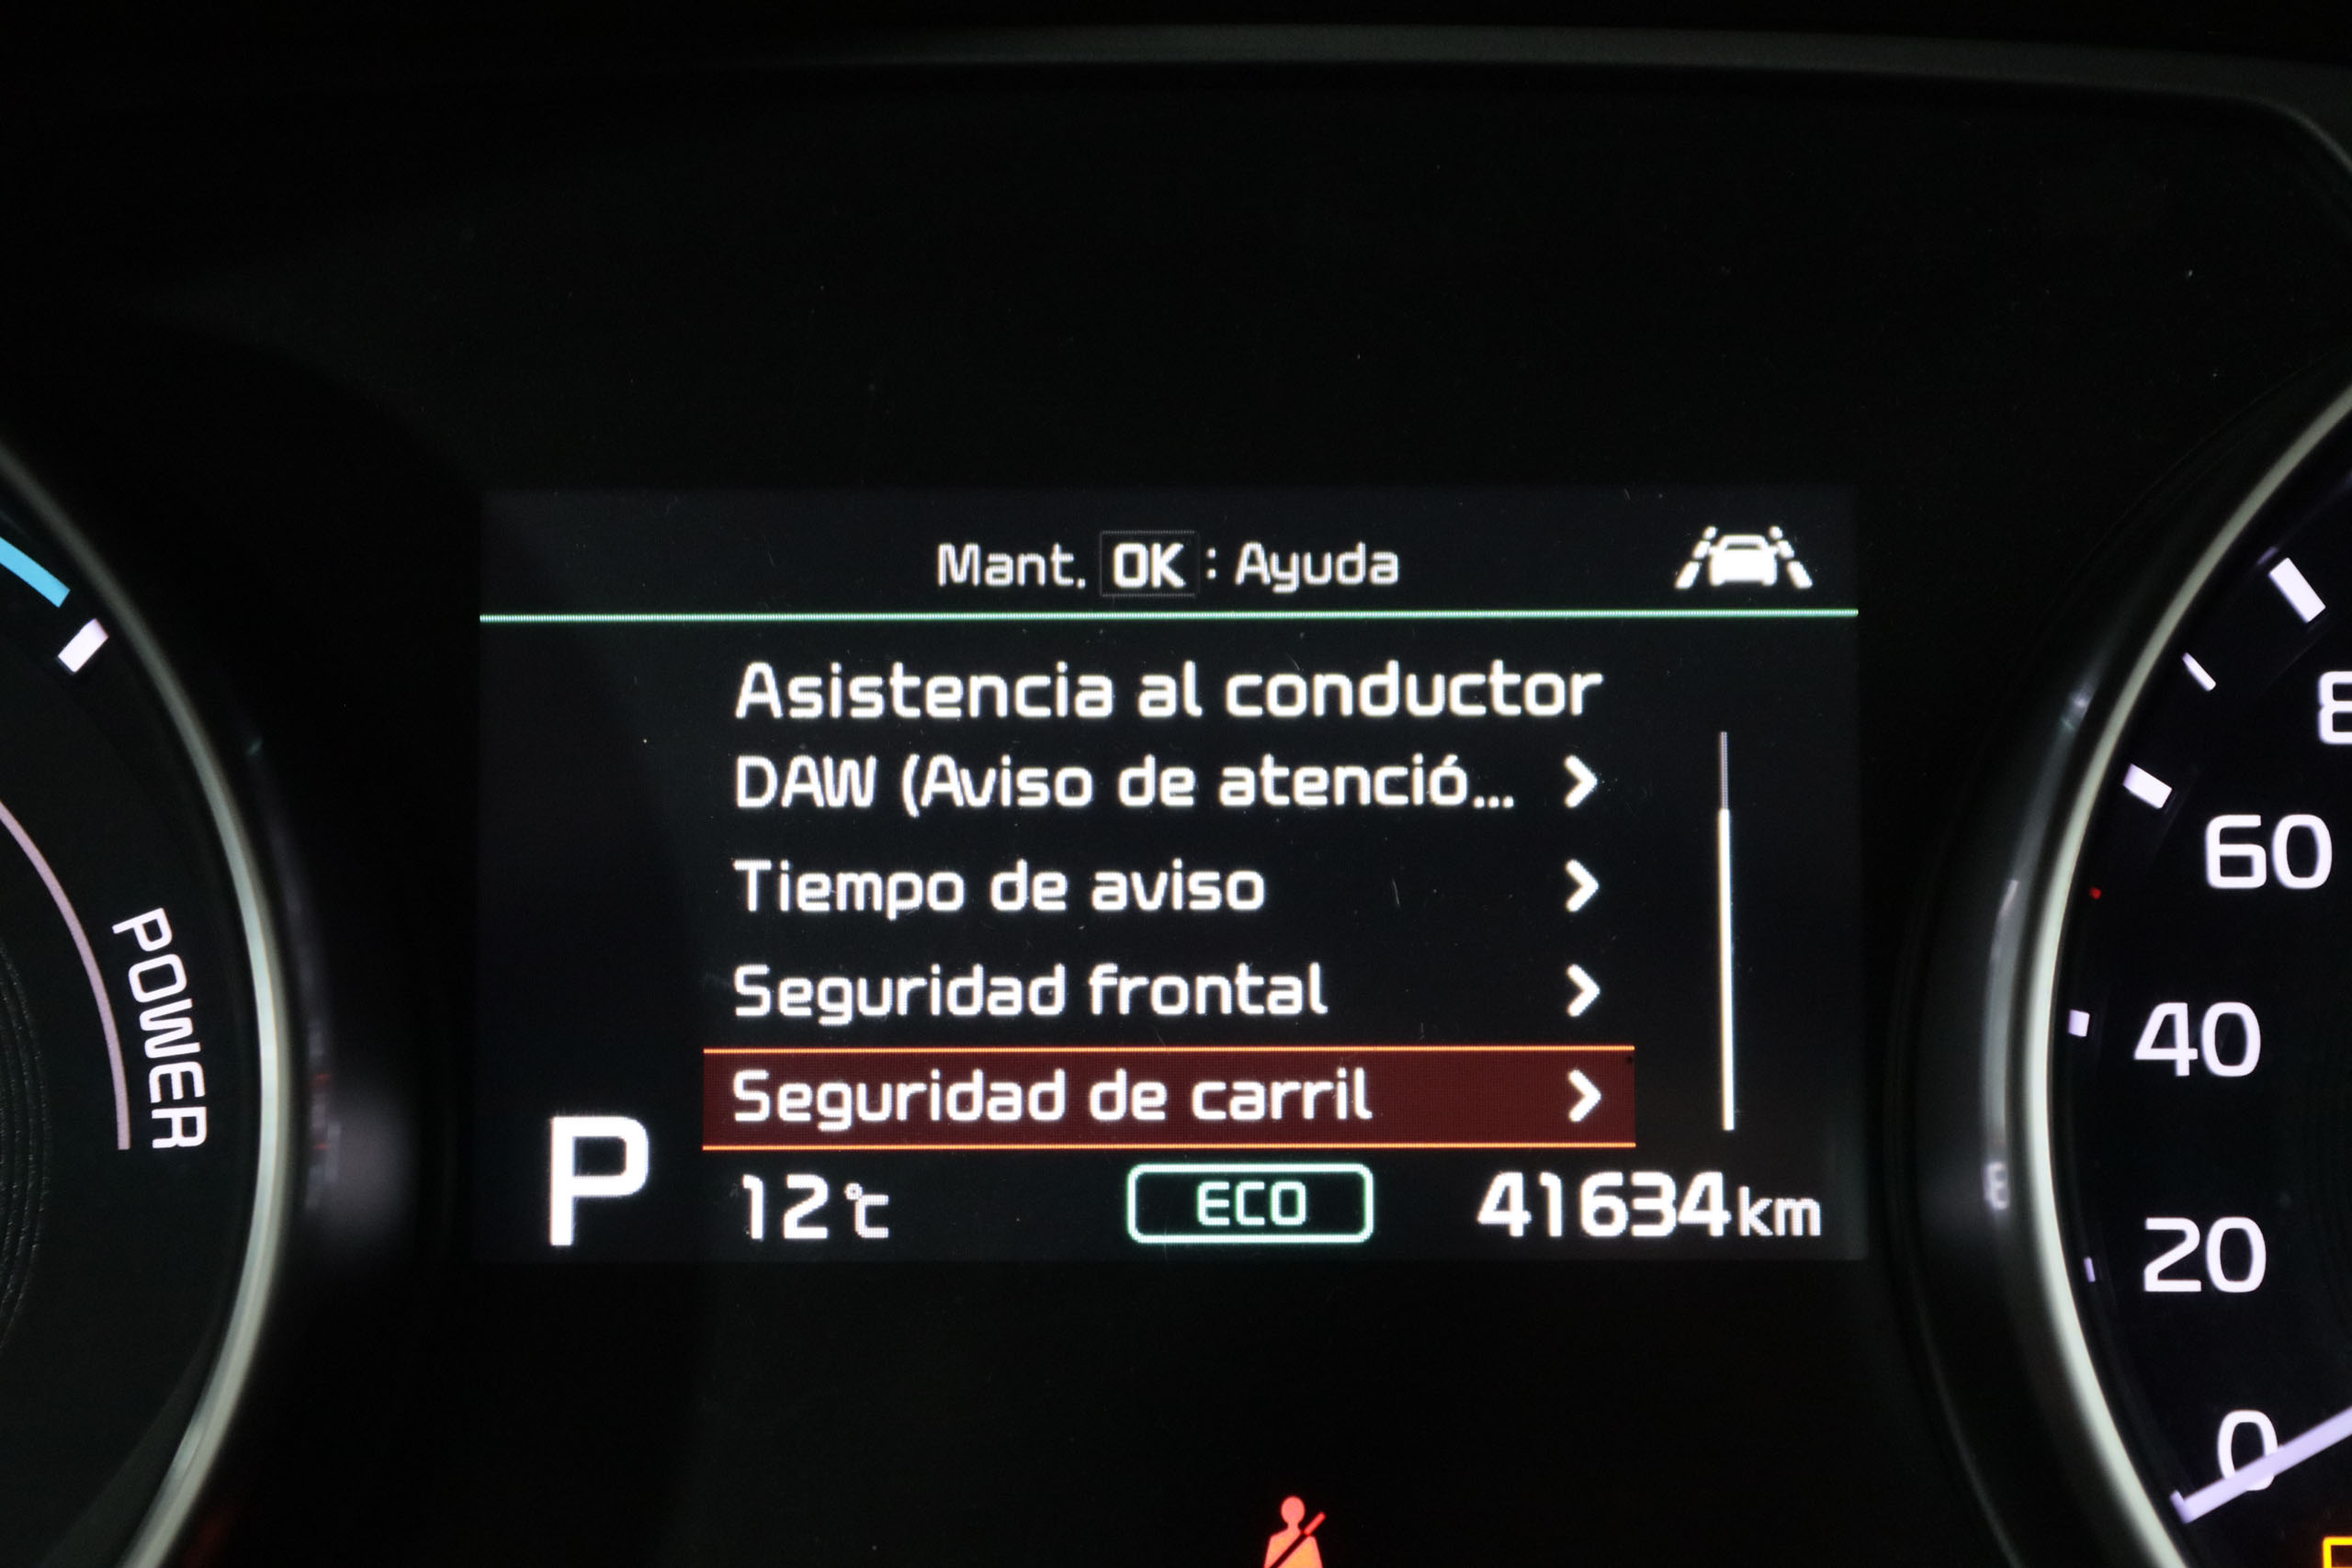 Mant. OK : Ayuda
Asistencia al conductor
DAW (Aviso de atenció...
Tiempo de aviso
Seguridad frontal
Seguridad de carril
P
12℃
ECO
41634km
POWER
8
60
40
20
0